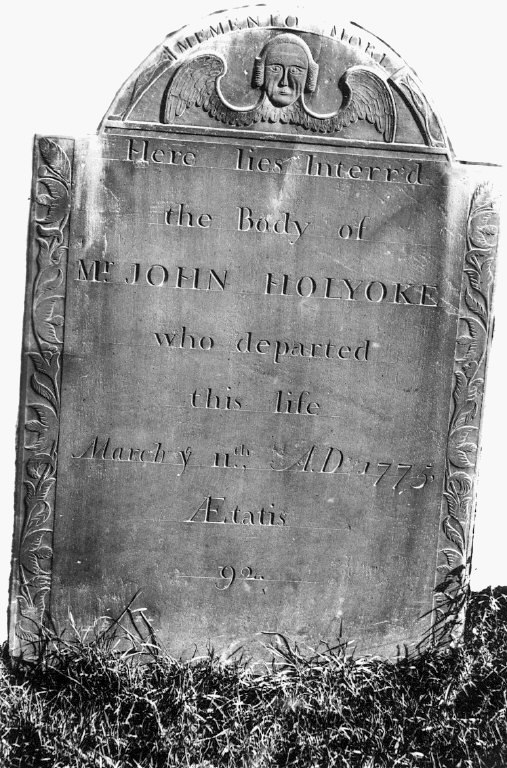 MEMENTO MORI
Here lies Interr'd
the Body of
Mr. JOHN HOLYOKE
who departed
this life
March ye 11th. A.D 1775
Ætatis
92